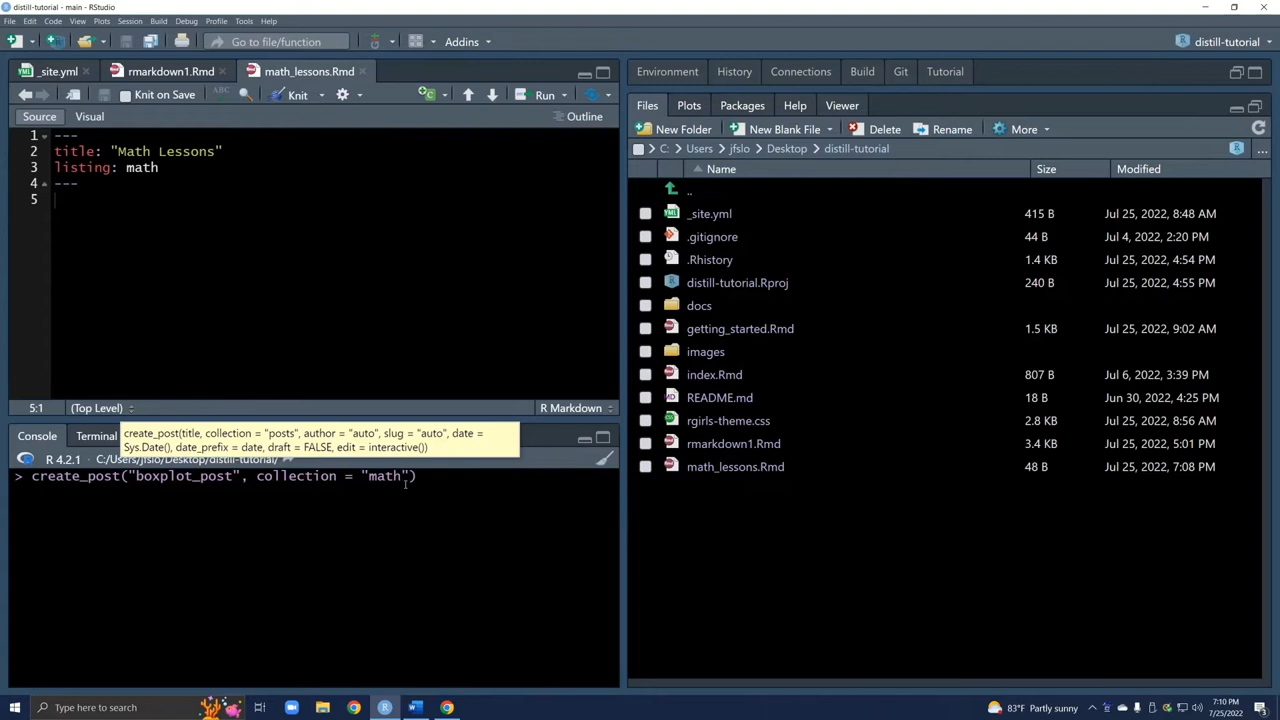 distill-tutorial - main - RStudio
File Edit Code View Plots Session Build Debug Profile Tools Help
Go to file/function Addins distill-tutorial
_site.yml rmarkdown1.Rmd math_lessons.Rmd
Knit on Save ABC Knit Run
Source Visual Outline
1 ---
2 title: "Math Lessons"
3 listing: math
4 ---
5
5:1 (Top Level) R Markdown
Console Terminal
create_post(title, collection = "posts", author = "auto", slug = "auto", date =
Sys.Date(), date_prefix = date, draft = FALSE, edit = interactive())
R 4.2.1 C:/Users/jfslo/Desktop/distill-tutorial/
> create_post("boxplot_post", collection = "math")
Environment History Connections Build Git Tutorial
Files Plots Packages Help Viewer
New Folder New Blank File Delete Rename More
C: Users jfslo Desktop distill-tutorial ...
Name Size Modified
..
_site.yml 415 B Jul 25, 2022, 8:48 AM
.gitignore 44 B Jul 4, 2022, 2:20 PM
.Rhistory 1.4 KB Jul 25, 2022, 4:54 PM
distill-tutorial.Rproj 240 B Jul 25, 2022, 4:55 PM
docs
getting_started.Rmd 1.5 KB Jul 25, 2022, 9:02 AM
images
index.Rmd 807 B Jul 6, 2022, 3:39 PM
README.md 18 B Jun 30, 2022, 4:25 PM
rgirls-theme.css 2.8 KB Jul 25, 2022, 8:56 AM
rmarkdown1.Rmd 3.4 KB Jul 25, 2022, 5:01 PM
math_lessons.Rmd 48 B Jul 25, 2022, 7:08 PM
Type here to search 83°F Partly sunny 7:10 PM
7/25/2022 3